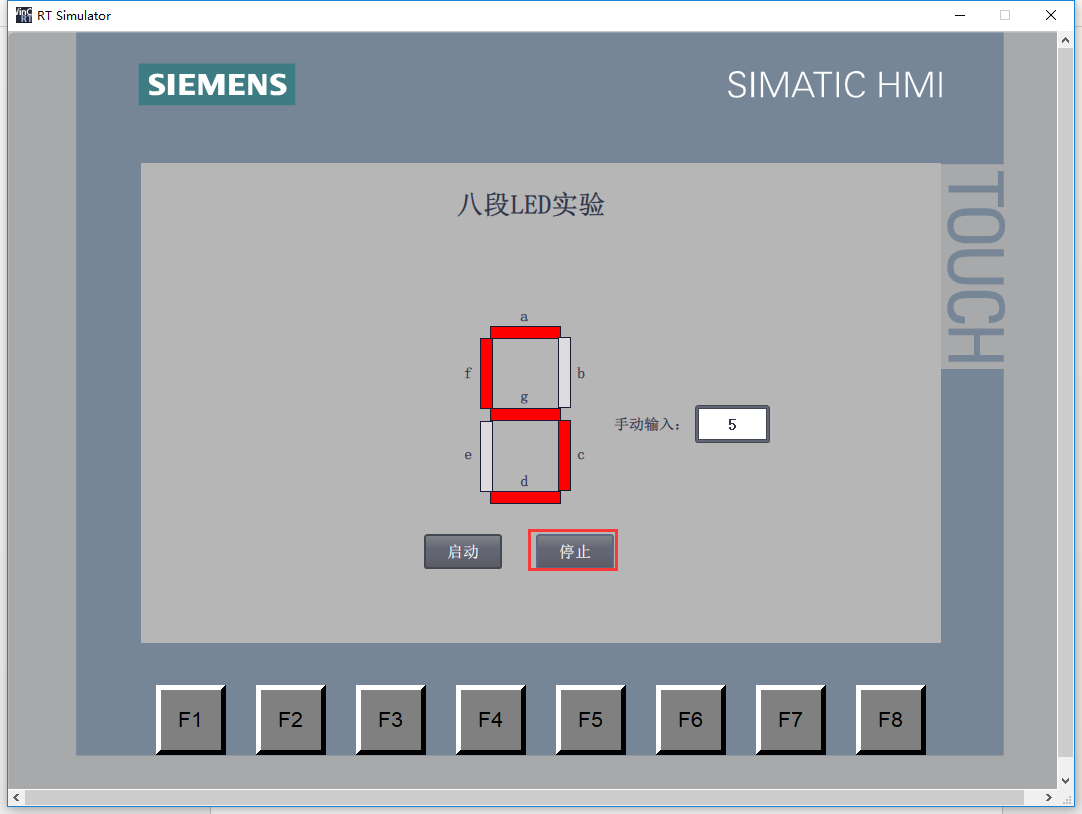 RT Simulator
SIEMENS
SIMATIC HMI
TOUCH
八段LED实验
a
f
b
g
手动输入:
5
e
c
d
启动
停止
F1
F2
F3
F4
F5
F6
F7
F8